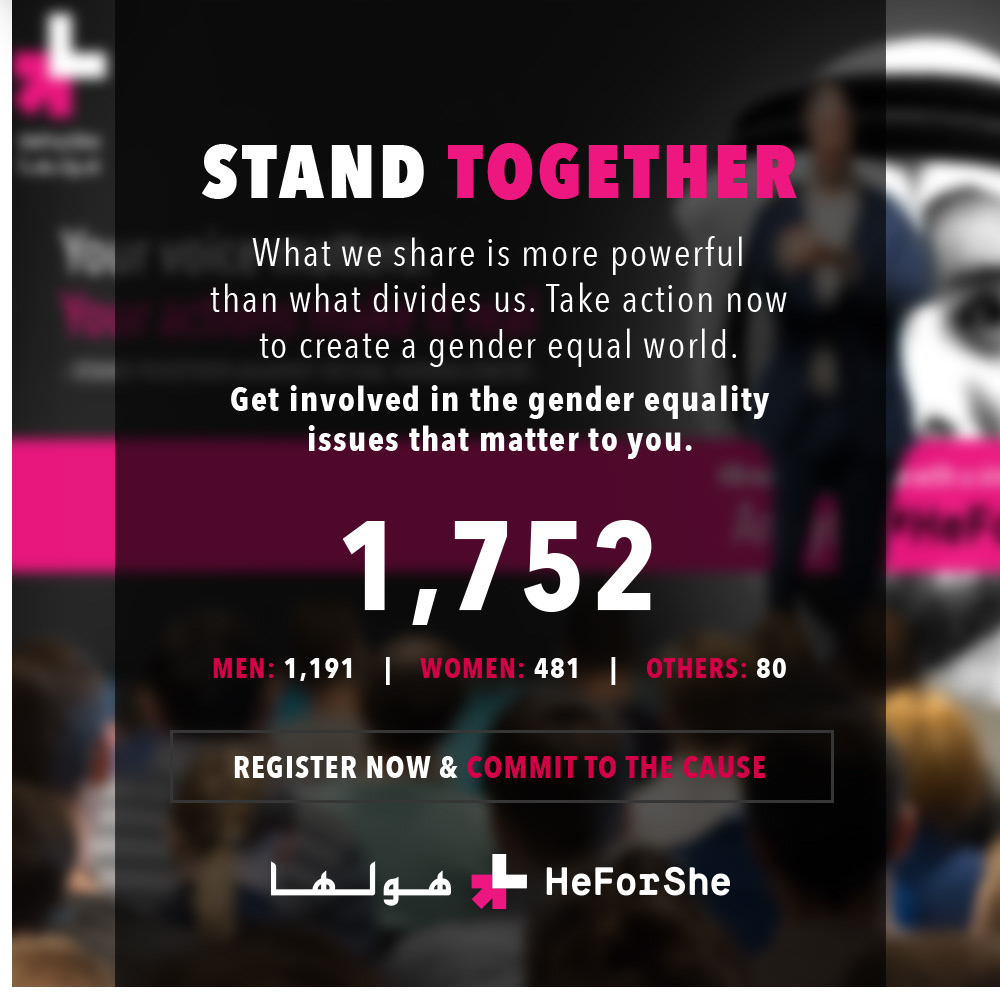 STAND TOGETHER
What we share is more powerful
than what divides us. Take action now
to create a gender equal world.
Get involved in the gender equality
issues that matter to you.
1,752
MEN: 1,191 | WOMEN: 481 | OTHERS: 80
REGISTER NOW & COMMIT TO THE CAUSE
هولها HeForShe